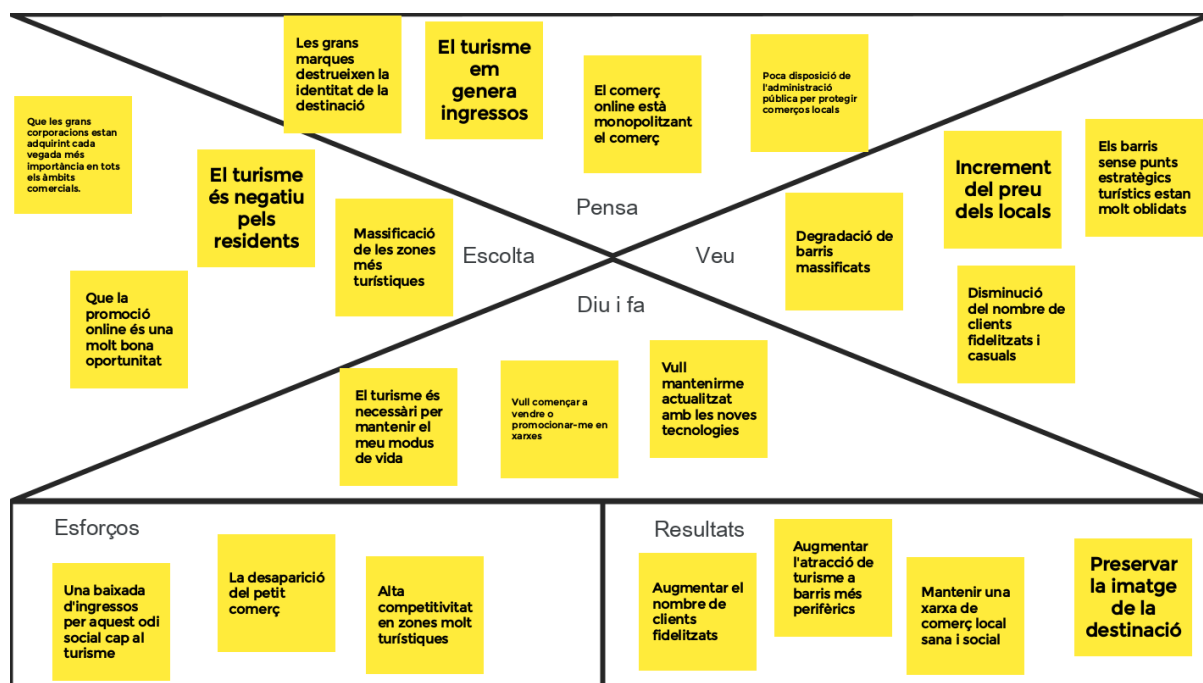 Les grans
marques
destrueixen la
identitat de la
destinació
El turisme
em
genera
ingressos
El comerç
online està
monopolitzant
el comerç
Poca disposició de
l'administració
pública per protegir
comerços locals
Pensa
Que les grans
corporacions estan
adquirint cada
vegada més
importància en tots
els àmbits
comercials.
El turisme
és negatiu
pels
residents
Massificació
de les zones
més
turístiques
Escolta
Que la
promoció
online és una
molt bona
oportunitat
Veu
Degradació de
barris
massificats
Increment
del preu
dels locals
Els barris
sense punts
estratègics
turístics estan
molt oblidats
Disminució
del nombre de
clients
fidelitzats i
casuals
Diu i fa
El turisme és
necessàri per
mantenir el
meu modus
de vida
Vull començar a
vendre o
promocionar-me en
xarxes
Vull
mantenirme
actualitzat
amb les noves
tecnologies
Esforços
Una baixada
d'ingressos
per aquest odi
social cap al
turisme
La desaparició
del petit
comerç
Alta
competitivitat
en zones molt
turístiques
Resultats
Augmentar el
nombre de
clients
fidelitzats
Augmentar
l'atracció de
turisme a
barris més
perifèrics
Mantenir una
xarxa de
comerç local
sana i social
Preservar
la imatge
de la
destinació